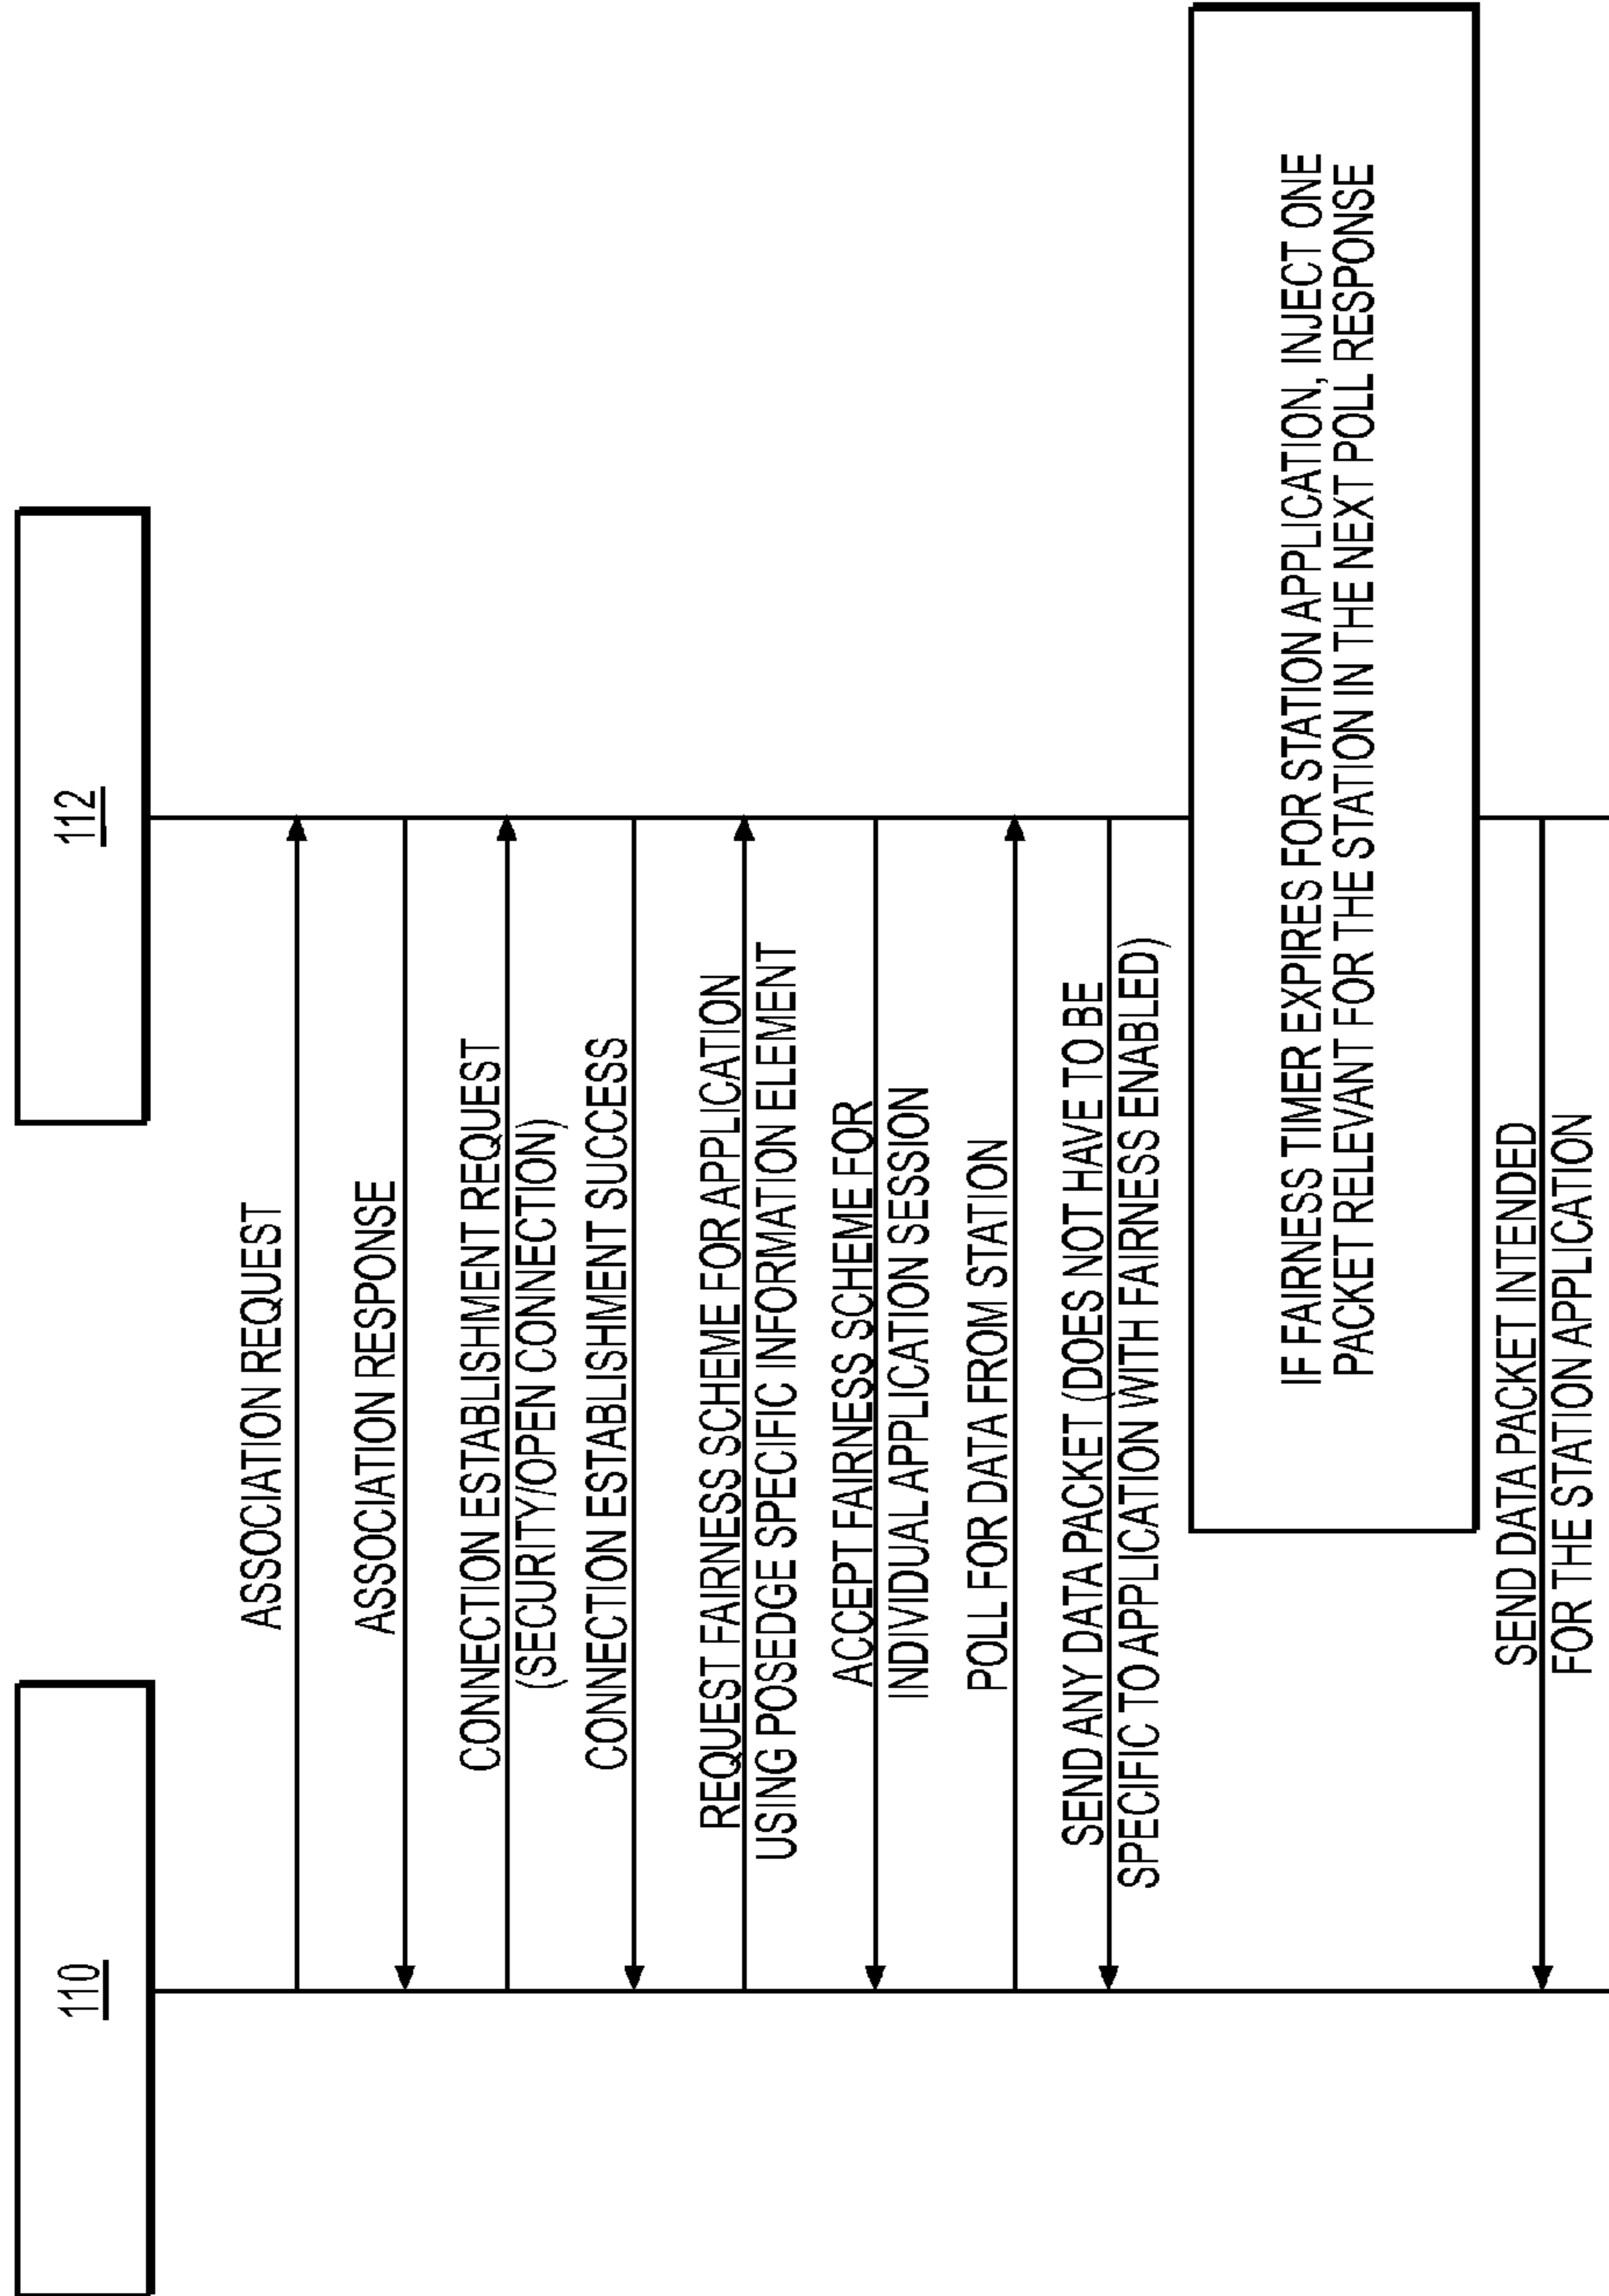 110
112
ASSOCIATION REQUEST
ASSOCIATION RESPONSE
CONNECTION ESTABLISHMENT REQUEST
(SECURITY/OPEN CONNECTION)
CONNECTION ESTABLISHMENT SUCCESS
REQUEST FAIRNESS SCHEME FOR APPLICATION
USING POSEDGE SPECIFIC INFORMATION ELEMENT
ACCEPT FAIRNESS SCHEME FOR
INDIVIDUAL APPLICATION SESSION
POLL FOR DATA FROM STATION
SEND ANY DATA PACKET (DOES NOT HAVE TO BE
SPECIFIC TO APPLICATION WITH FAIRNESS ENABLED)
IF FAIRNESS TIMER EXPIRES FOR STATION APPLICATION, INJECT ONE
PACKET RELEVANT FOR THE STATION IN THE NEXT POLL RESPONSE
SEND DATA PACKET INTENDED
FOR THE STATION APPLICATION